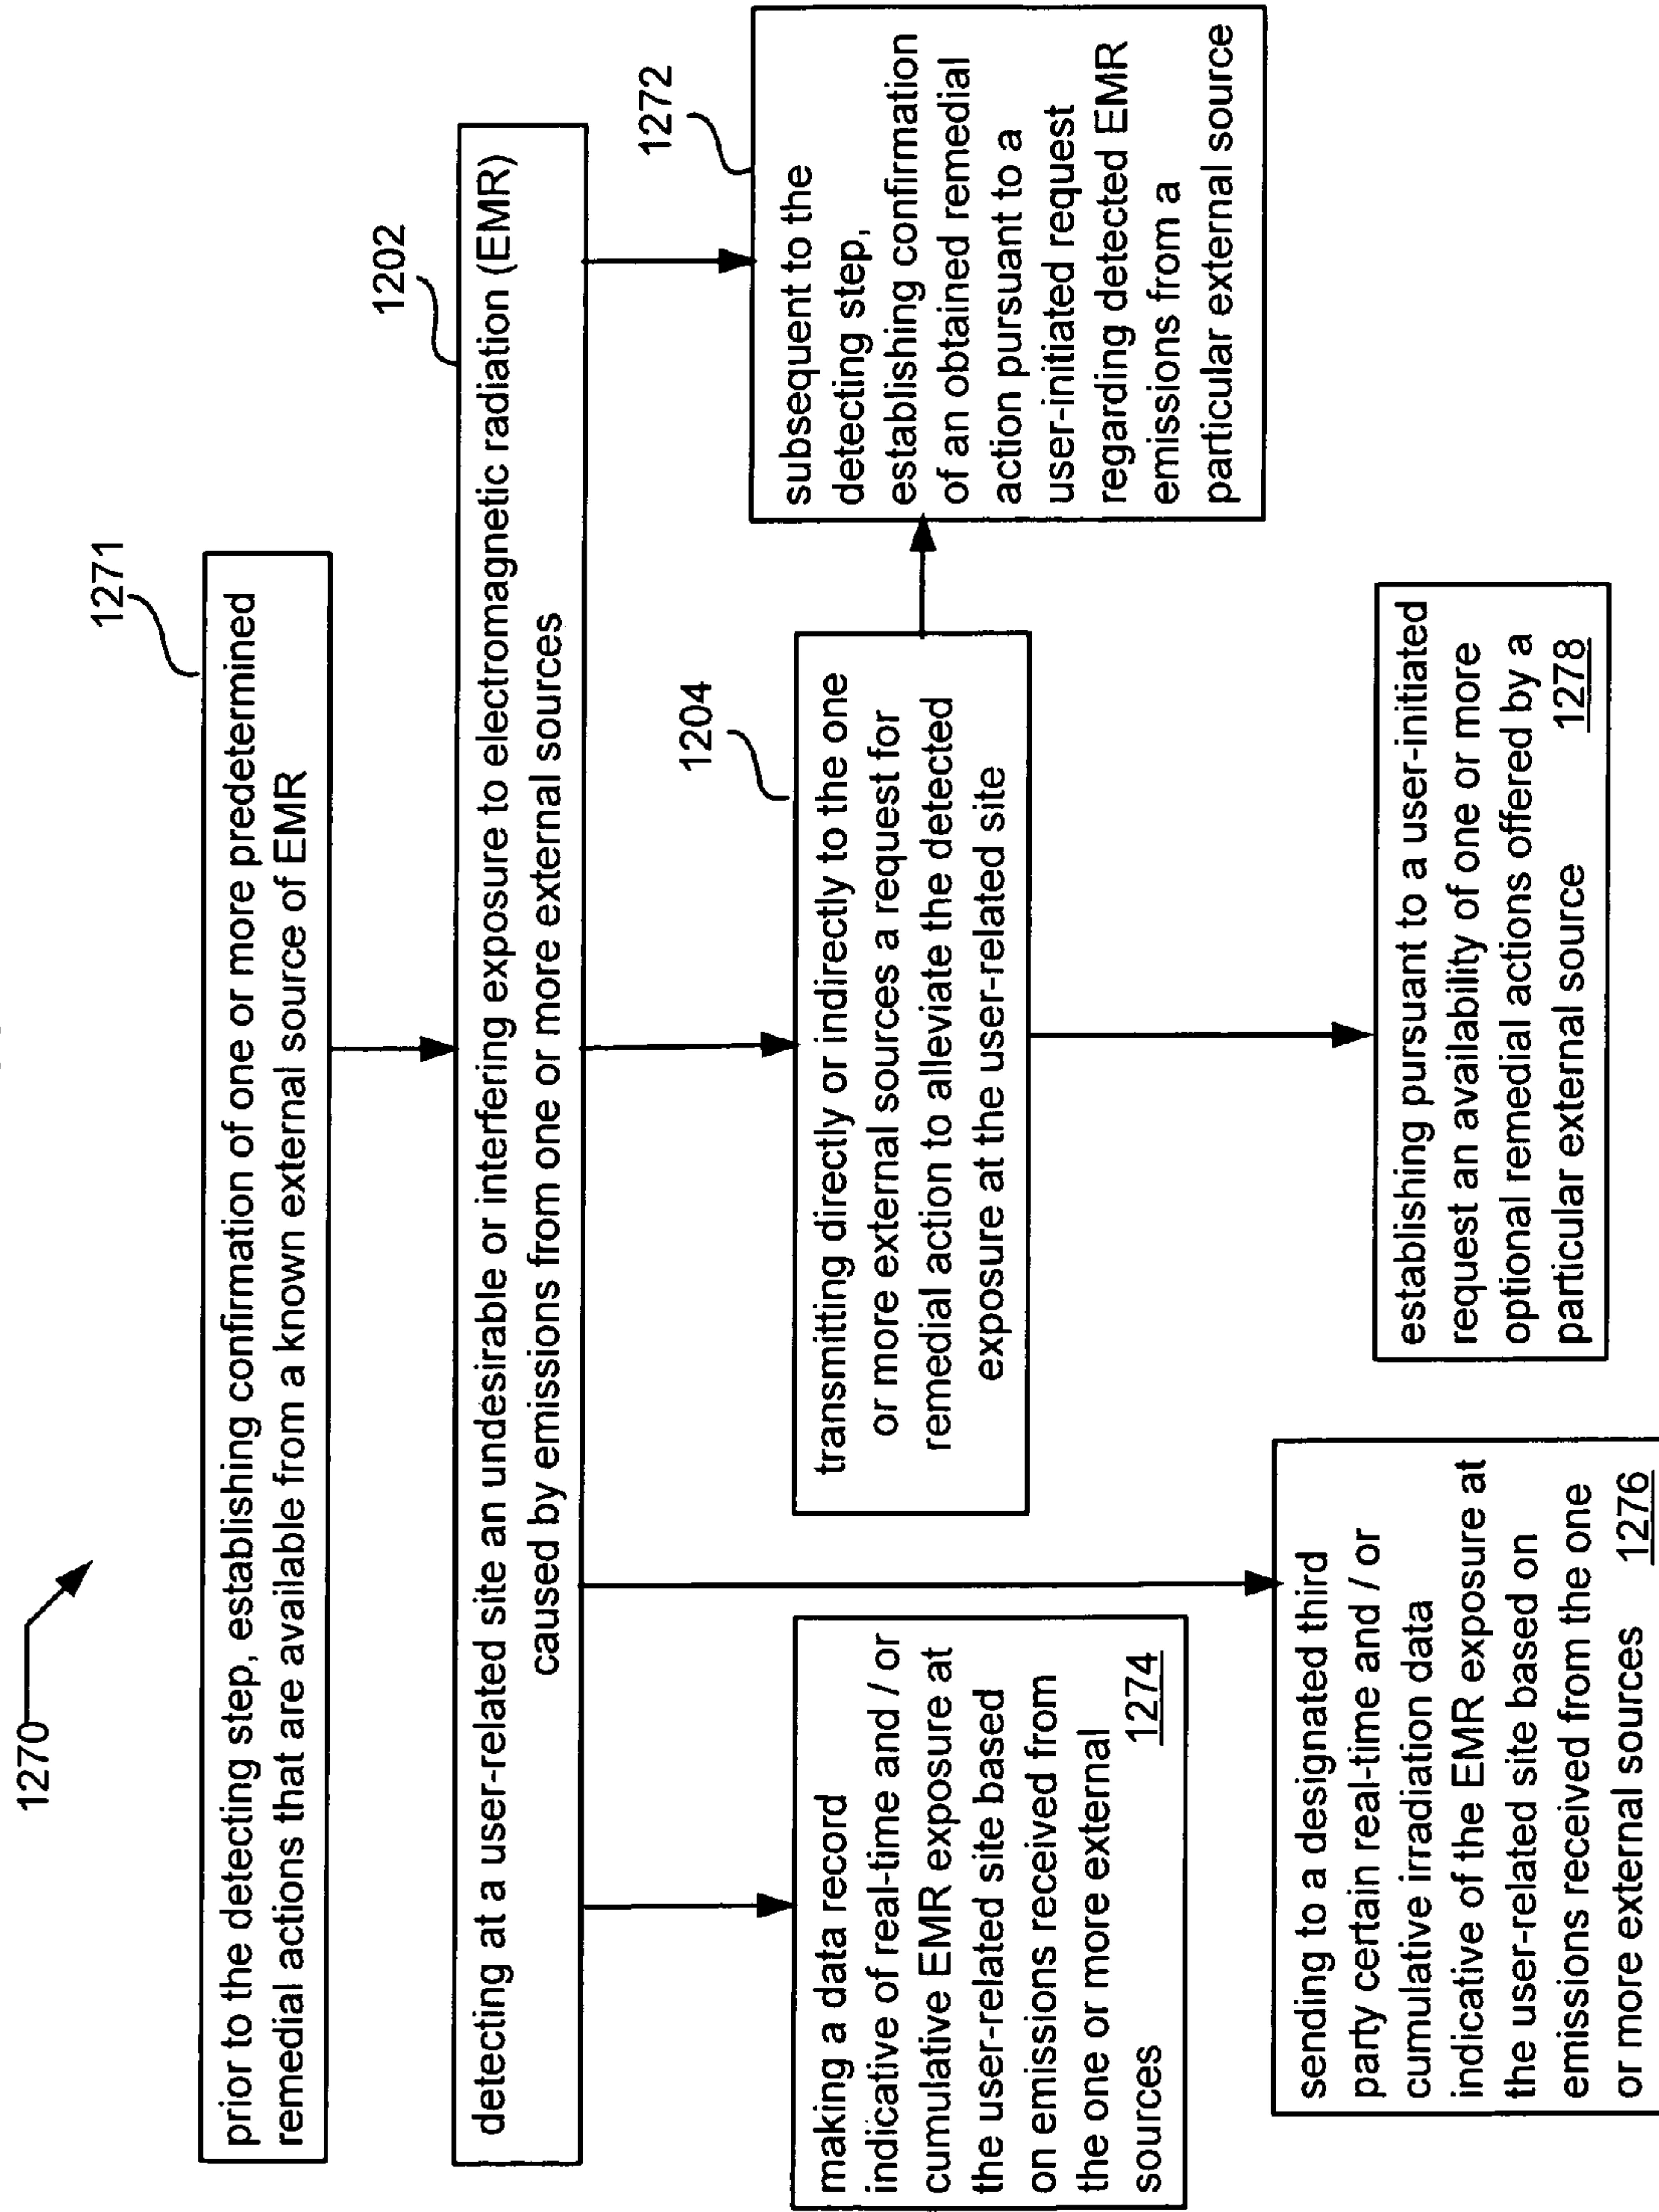 1270
1271
prior to the detecting step, establishing confirmation of one or more predetermined
remedial actions that are available from a known external source of EMR
1202
detecting at a user-related site an undesirable or interfering exposure to electromagnetic radiation (EMR)
caused by emissions from one or more external sources
1274
making a data record
indicative of real-time and / or
cumulative EMR exposure at
the user-related site based
on emissions received from
the one or more external
sources
1204
transmitting directly or indirectly to the one
or more external sources a request for
remedial action to alleviate the detected
exposure at the user-related site
1272
subsequent to the
detecting step,
establishing confirmation
of an obtained remedial
action pursuant to a
user-initiated request
regarding detected EMR
emissions from a
particular external source
sending to a designated third
party certain real-time and / or
cumulative irradiation data
indicative of the EMR exposure at
the user-related site based on
emissions received from the one
or more external sources 1276
establishing pursuant to a user-initiated
request an availability of one or more
optional remedial actions offered by a
particular external source 1278